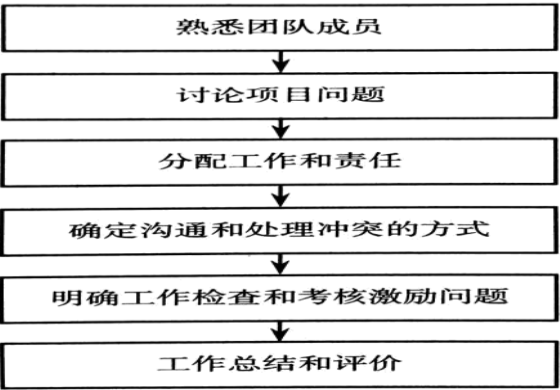 熟悉团队成员
讨论项目问题
分配工作和责任
确定沟通和处理冲突的方式
明确工作检查和考核激励问题
工作总结和评价